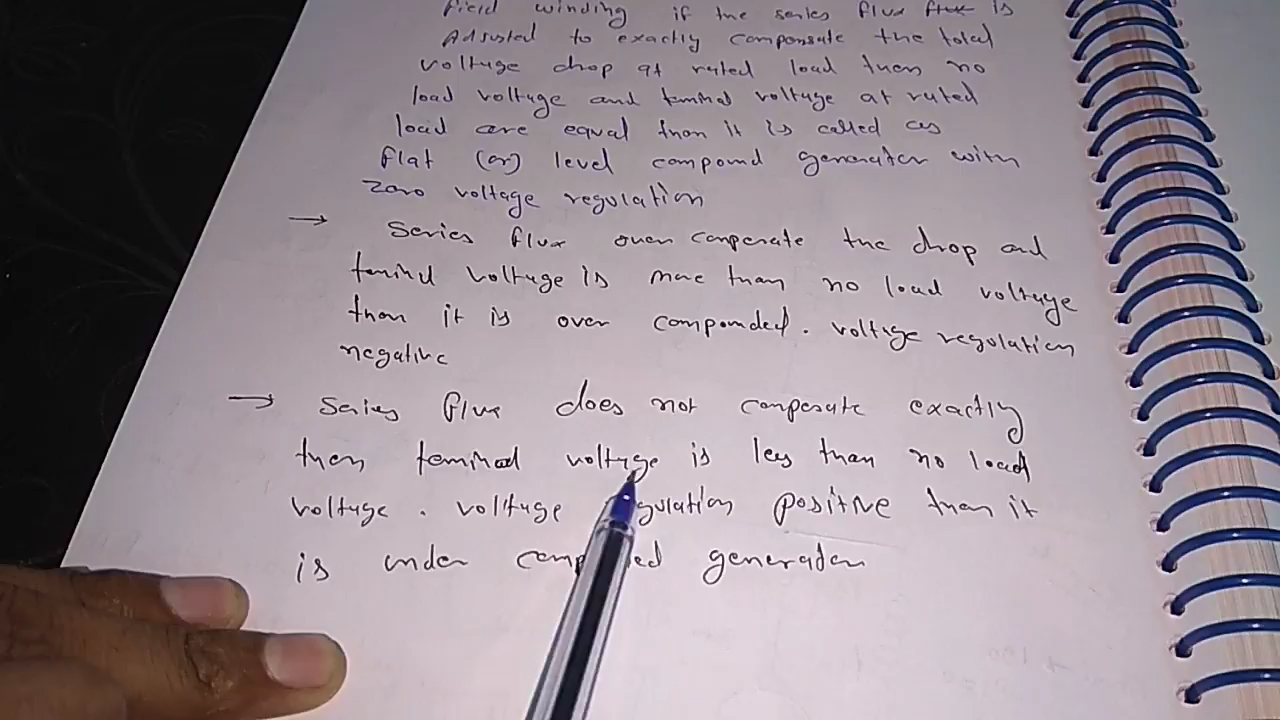 field winding if the series flux is
Adjusted to exactly compensate the total
voltage drop at rated load then no
load voltage and terminal voltage at rated
load are equal then it is called as
flat (or) level compound generator with
zero voltage regulation
→ Series flux over compensate the drop and
terminal voltage is more than no load voltage
then it is over compounded. voltage regulation
negative
→ Series flux does not compensate exactly
then terminal voltage is less than no load
voltage. voltage regulation positive then it
is under generator